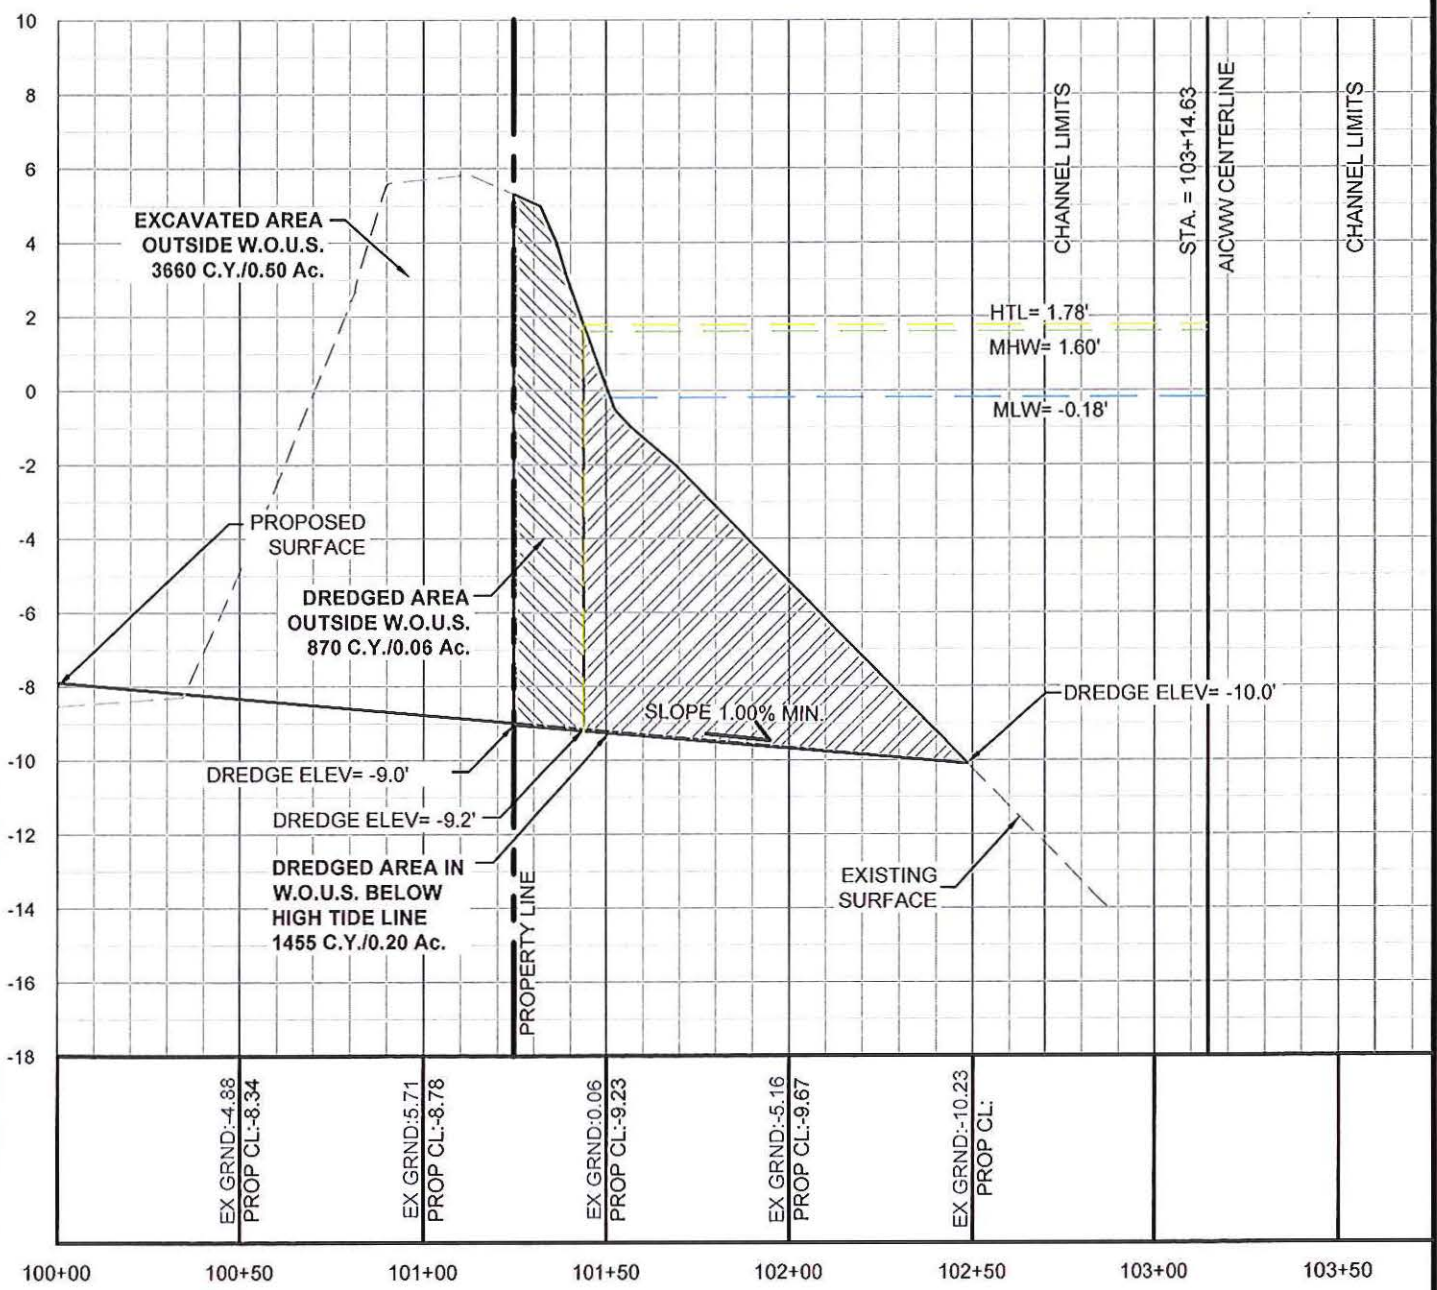 10
8
6
4
2
0
-2
-4
-6
-8
-10
-12
-14
-16
-18
EXCAVATED AREA
OUTSIDE W.O.U.S.
3660 C.Y./0.50 Ac.
PROPOSED
SURFACE
DREDGED AREA
OUTSIDE W.O.U.S.
870 C.Y./0.06 Ac.
DREDGE ELEV= -9.0'
DREDGE ELEV= -9.2'
DREDGED AREA IN
W.O.U.S. BELOW
HIGH TIDE LINE
1455 C.Y./0.20 Ac.
PROPERTY LINE
SLOPE 1.00% MIN.
HTL= 1.78'
MHW= 1.60'
MLW= -0.18'
CHANNEL LIMITS
STA. = 103+14.63
AICWW CENTERLINE
CHANNEL LIMITS
DREDGE ELEV= -10.0'
EXISTING
SURFACE
EX GRND:-4.88
PROP CL:-8.34
EX GRND:5.71
PROP CL:-8.78
EX GRND:0.06
PROP CL:-9.23
EX GRND:-5.16
PROP CL:-9.67
EX GRND:-10.23
PROP CL:
100+00
100+50
101+00
101+50
102+00
102+50
103+00
103+50